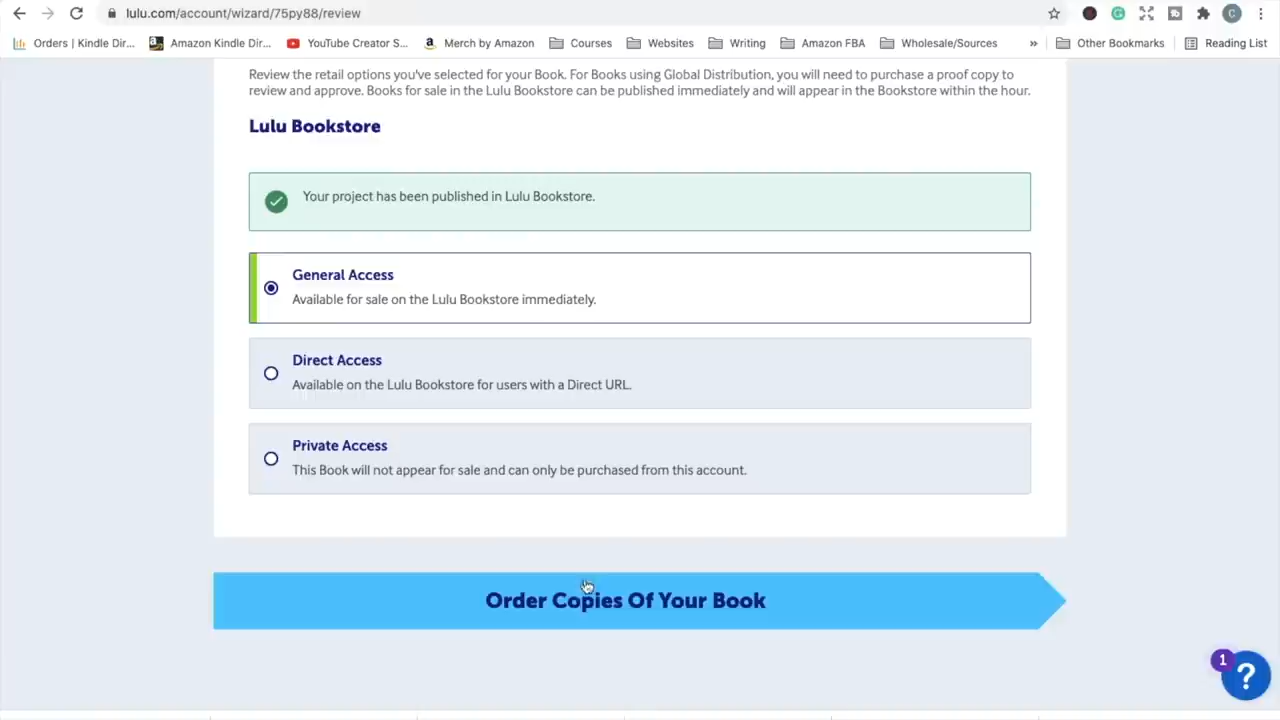 lulu.com/account/wizard/75py88/review
C
Orders | Kindle Dir...
Amazon Kindle Dir...
YouTube Creator S...
Merch by Amazon
Courses
Websites
Writing
Amazon FBA
Wholesale/Sources
»
Other Bookmarks
Reading List
Review the retail options you've selected for your Book. For Books using Global Distribution, you will need to purchase a proof copy to
review and approve. Books for sale in the Lulu Bookstore can be published immediately and will appear in the Bookstore within the hour.
Lulu Bookstore
Your project has been published in Lulu Bookstore.
General Access
Available for sale on the Lulu Bookstore immediately.
Direct Access
Available on the Lulu Bookstore for users with a Direct URL.
Private Access
This Book will not appear for sale and can only be purchased from this account.
Order Copies Of Your Book
1
?